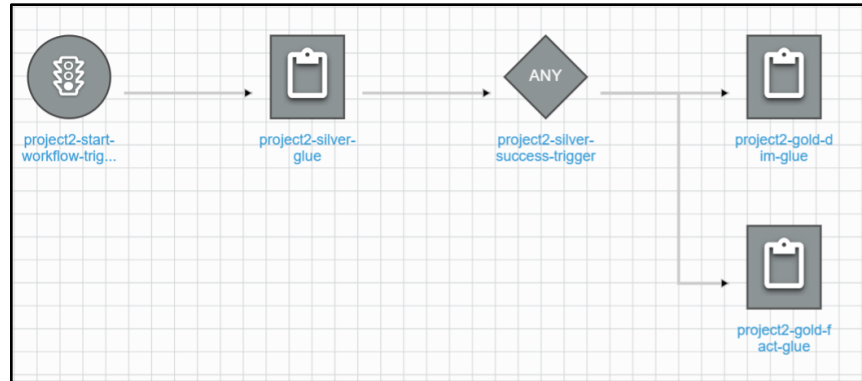 ANY
project2-start-
workflow-trig...
project2-silver-
glue
project2-silver-
success-trigger
project2-gold-d
im-glue
project2-gold-f
act-glue